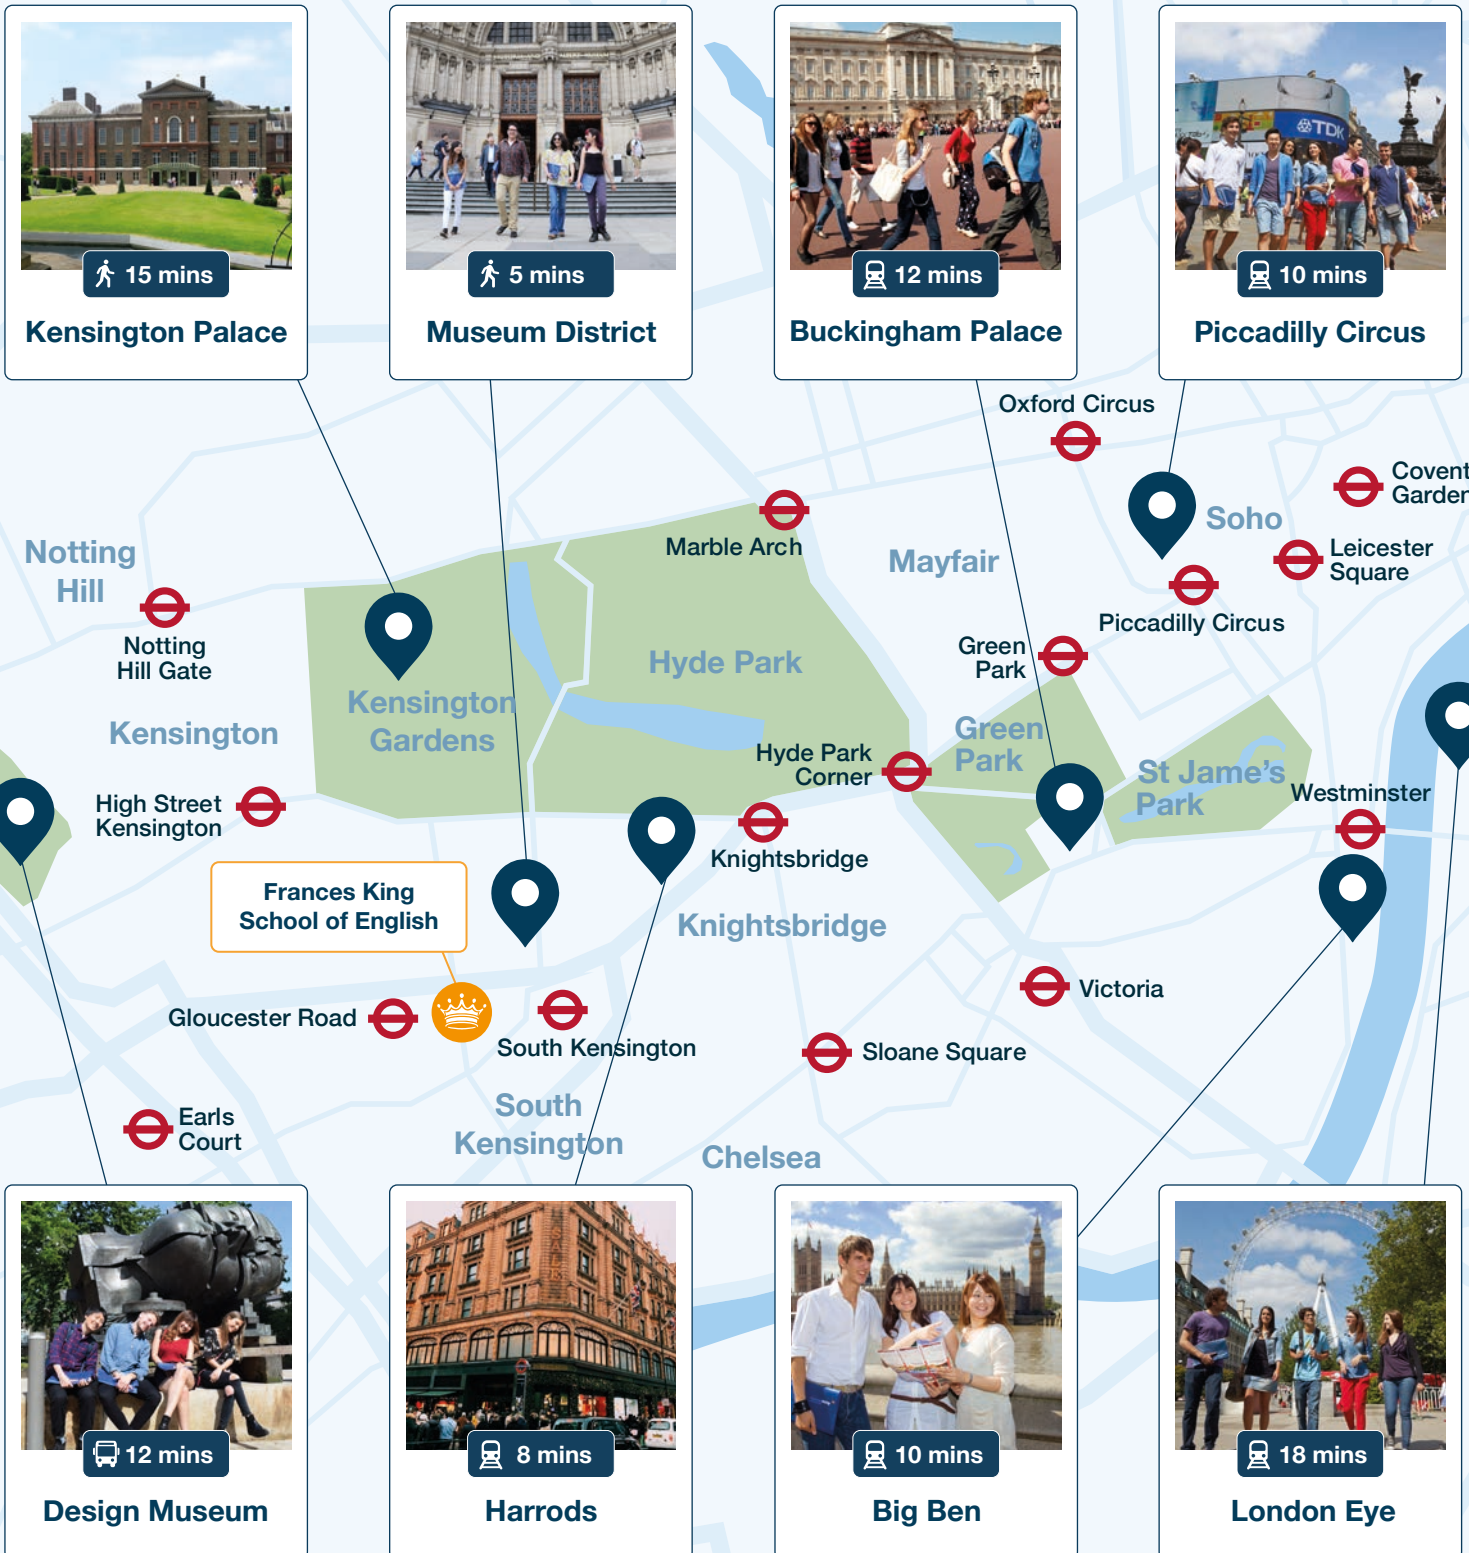 15 mins
Kensington Palace
5 mins
Museum District
12 mins
Buckingham Palace
TDK
10 mins
Piccadilly Circus
Oxford Circus
Covent
Garden
Soho
Marble Arch
Leicester
Square
Mayfair
Notting
Hill
Notting
Hill Gate
Piccadilly Circus
Green
Park
Hyde Park
Kensington
Gardens
Kensington
Green
Park
Hyde Park
Corner
St Jame's
Park
Westminster
High Street
Kensington
Knightsbridge
Frances King
School of English
Knightsbridge
Victoria
Gloucester Road
South Kensington
Sloane Square
Earls
Court
South
Kensington
Chelsea
12 mins
Design Museum
8 mins
Harrods
10 mins
Big Ben
18 mins
London Eye